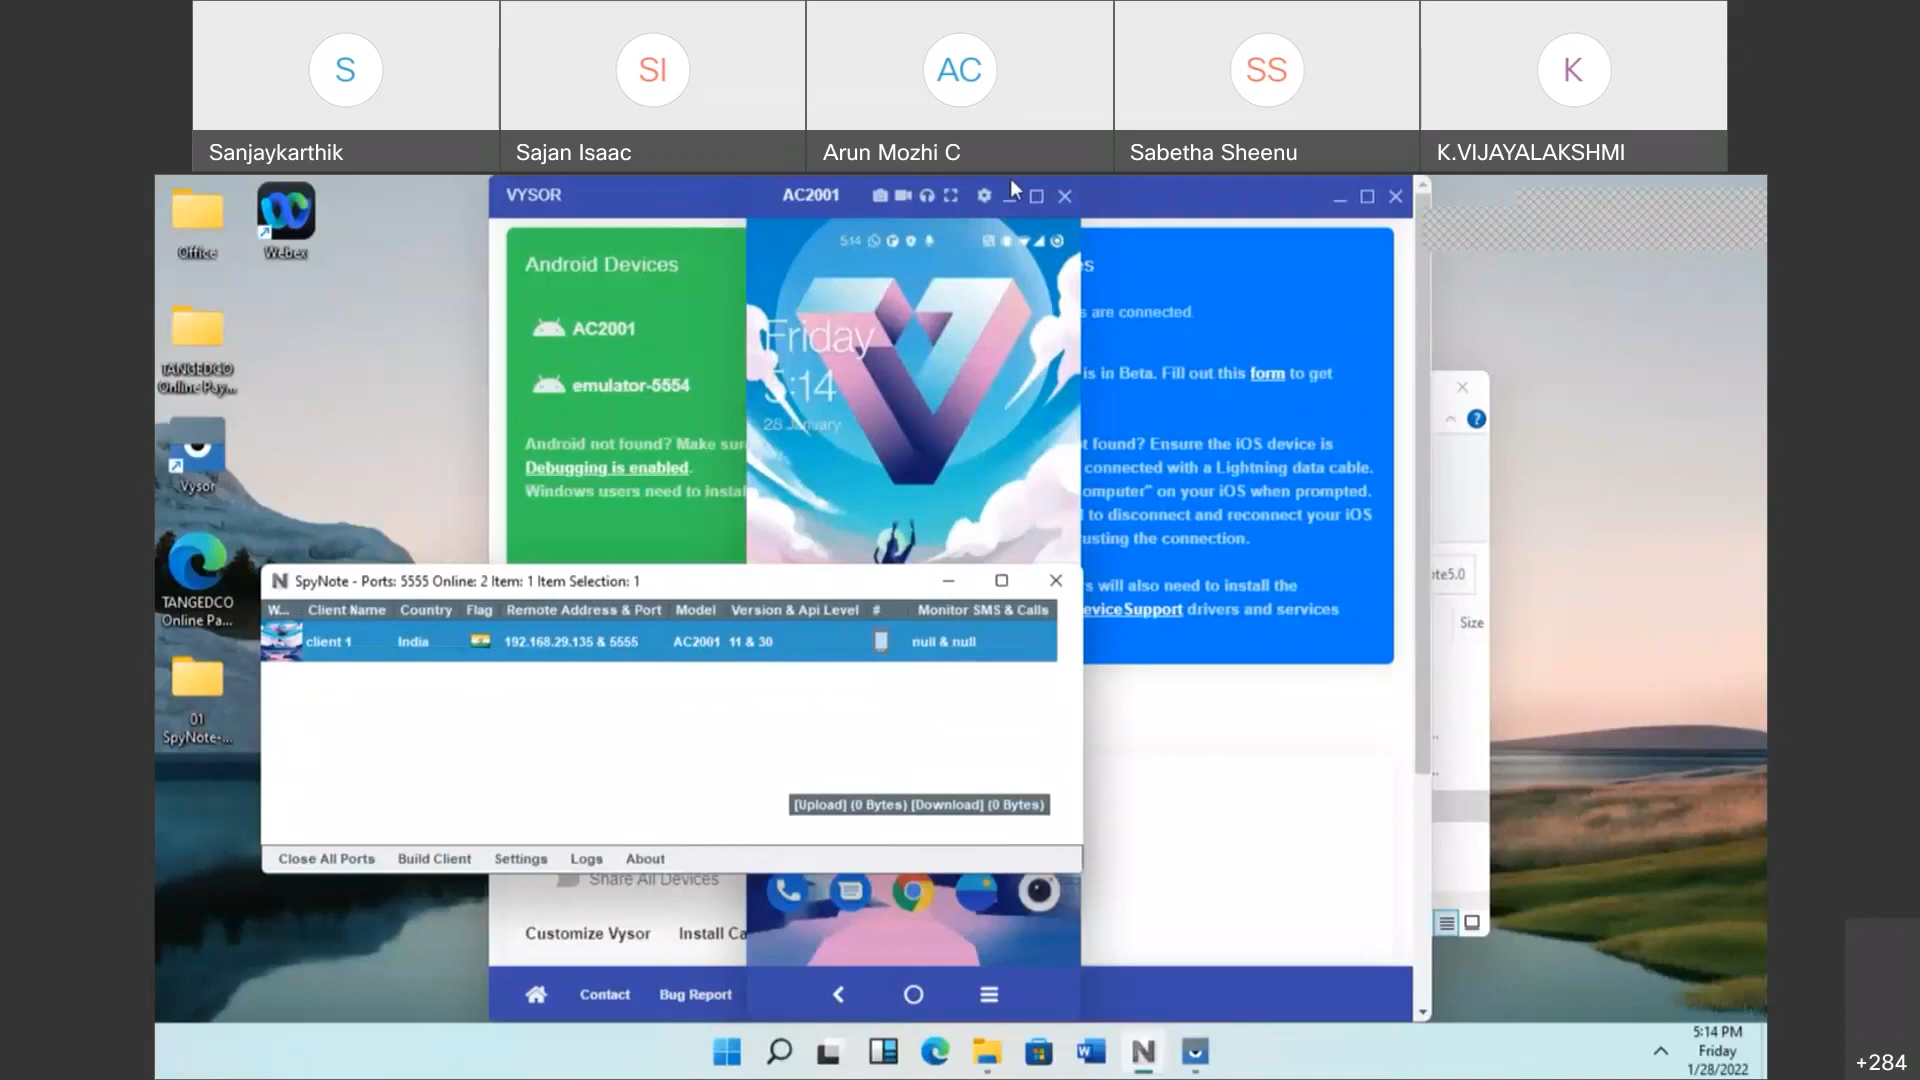 S
SI
AC
SS
K
Sanjaykarthik
Sajan Isaac
Arun Mozhi C
Sabetha Sheenu
K.VIJAYALAKSHMI
Office
Webex
TANGEDCO
Online Pay...
Vysor
TANGEDCO
Online Pa...
01
SpyNote-...
VYSOR
AC2001
Android Devices
AC2001
emulator-5554
Android not found? Make sur
Debugging is enabled.
Windows users need to instal
5:14
Friday
5:14
28 January
s
s are connected.
is in Beta. Fill out this form to get
t found? Ensure the iOS device is
connected with a Lightning data cable.
omputer" on your iOS when prompted.
to disconnect and reconnect your iOS
usting the connection.
s will also need to install the
eviceSupport drivers and services
ote5.0
Size
SpyNote - Ports: 5555 Online: 2 Item: 1 Item Selection: 1
W... Client Name Country Flag Remote Address & Port Model Version & Api Level # Monitor SMS & Calls
client 1 India 192.168.29.135 & 5555 AC2001 11 & 30 null & null
[Upload] (0 Bytes) [Download] (0 Bytes)
Close All Ports Build Client Settings Logs About
Share All Devices
Customize Vysor Install Ca
Contact Bug Report
5:14 PM
Friday
1/28/2022
+284